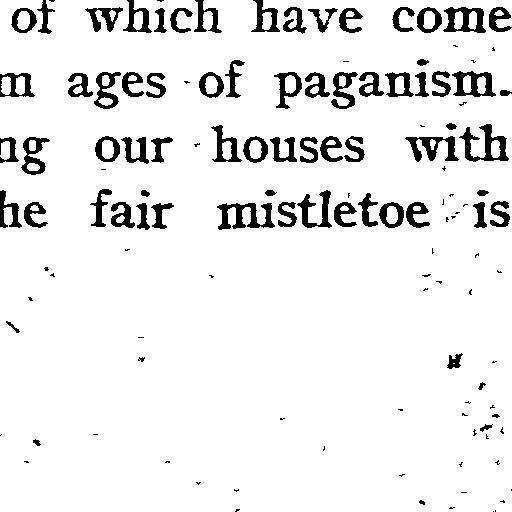 of which have come
m ages of paganism.
ng our houses with
he fair mistletoe is